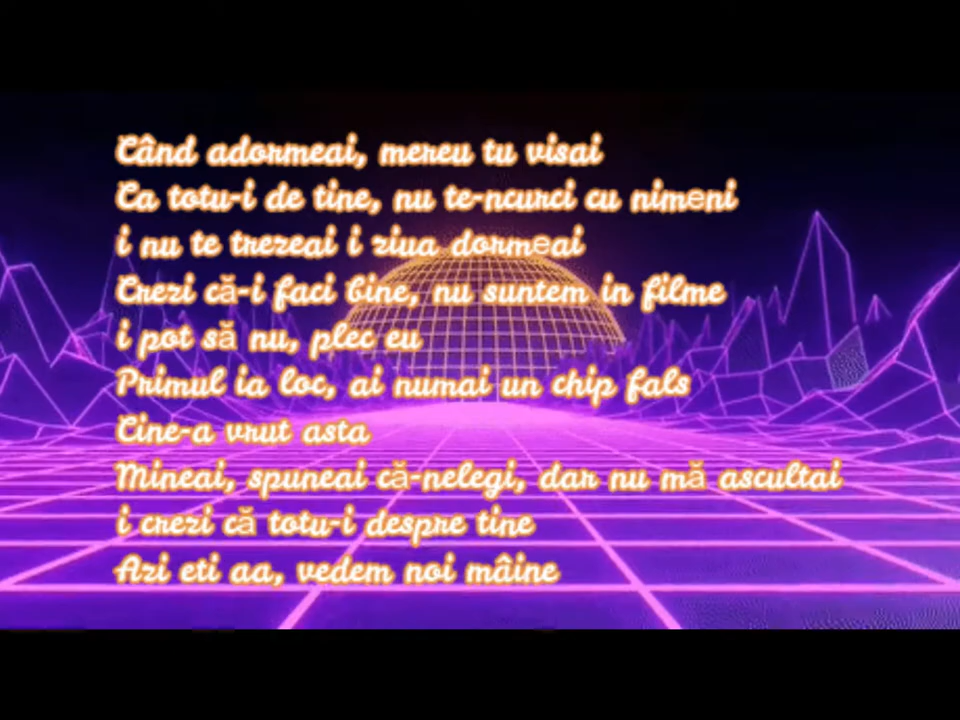 Când adormeai, mereu tu visai
Ca totu-i de tine, nu te-ncurci cu nimeni
i nu te trezeai i ziua dormeai
Crezi că-i faci bine, nu suntem in filme
i pot să nu, plec eu
Primul ia loc, ai numai un chip fals
Cine-a vrut asta
Mineai, spuneai că-nelegi, dar nu mă ascultai
i crezi că totu-i despre tine
Azi eti aa, vedem noi mâine